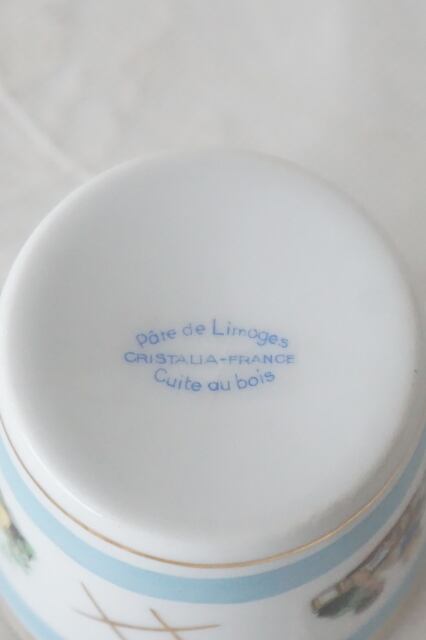 Pâte de Limoges
CRISTALIA-FRANCE
Cuite au bois